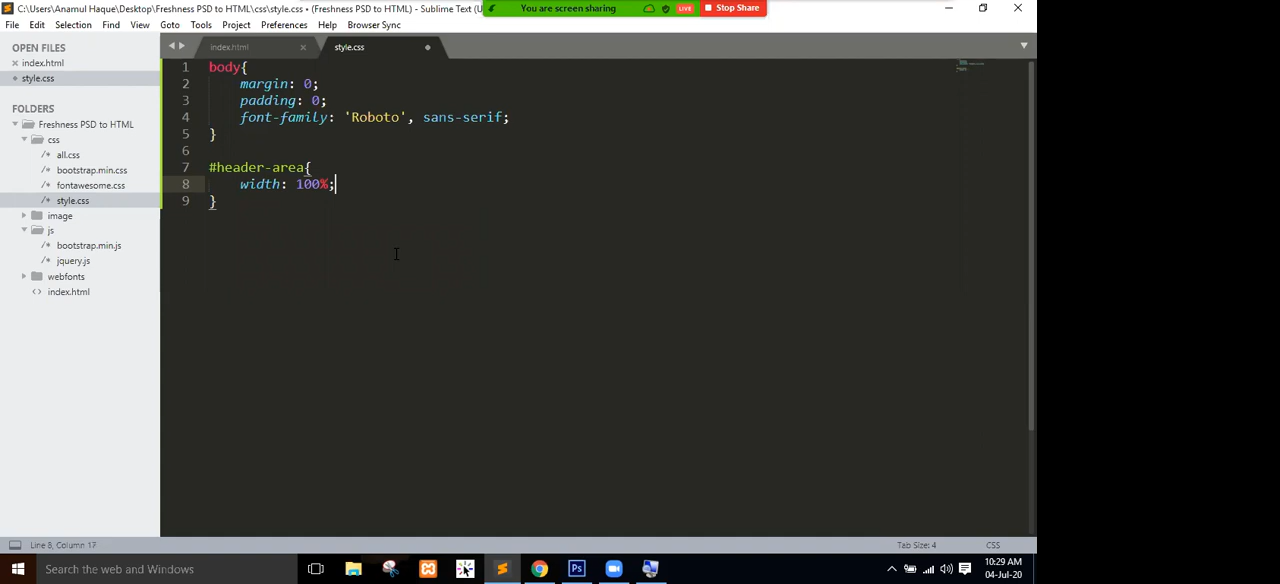 C:\Users\Anamul Haque\Desktop\Freshness PSD to HTML\css\style.css • (Freshness PSD to HTML) - Sublime Text (U
You are screen sharing
LIVE
Stop Share
File Edit Selection Find View Goto Tools Project Preferences Help Browser Sync
OPEN FILES
index.html
style.css
FOLDERS
Freshness PSD to HTML
css
/* all.css
/* bootstrap.min.css
/* fontawesome.css
/* style.css
image
js
/* bootstrap.min.js
/* jquery.js
webfonts
<> index.html
index.html
style.css
1 body{
2 margin: 0;
3 padding: 0;
4 font-family: 'Roboto', sans-serif;
5 }
6
7 #header-area{
8 width: 100%;
9 }
Line 8, Column 17
Tab Size: 4
CSS
Search the web and Windows
Ps
10:29 AM
04-Jul-20